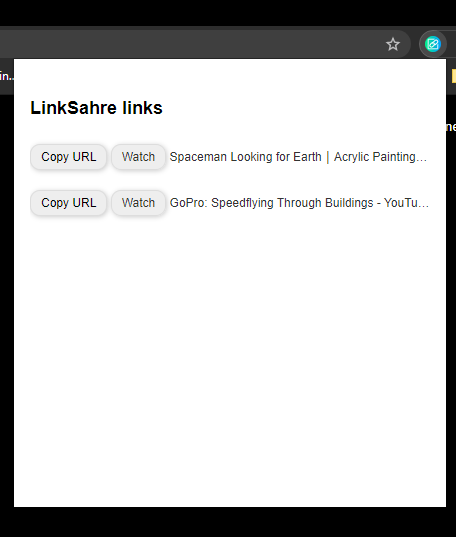 in..
LinkSahre links
Copy URL Watch Spaceman Looking for Earth | Acrylic Painting…
Copy URL Watch GoPro: Speedflying Through Buildings - YouTu…
ne